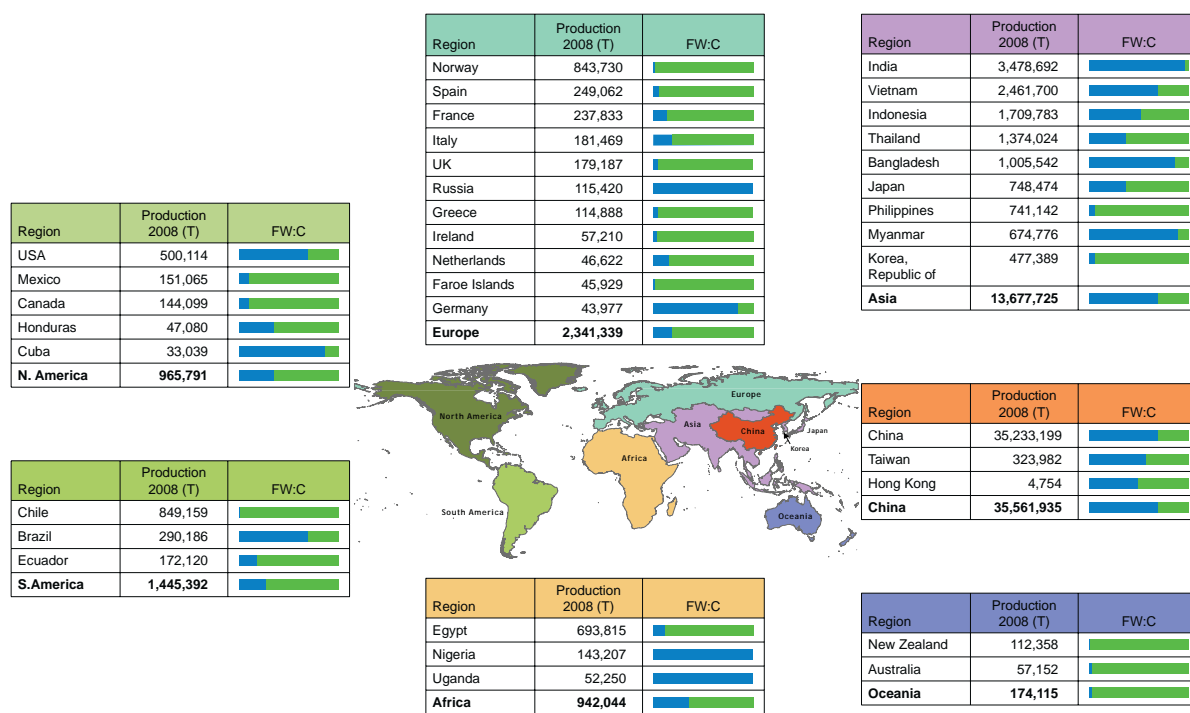 Region Production 2008 (T) FW:C
Norway 843,730
Spain 249,062
France 237,833
Italy 181,469
UK 179,187
Russia 115,420
Greece 114,888
Ireland 57,210
Netherlands 46,622
Faroe Islands 45,929
Germany 43,977
Europe 2,341,339
Region Production 2008 (T) FW:C
India 3,478,692
Vietnam 2,461,700
Indonesia 1,709,783
Thailand 1,374,024
Bangladesh 1,005,542
Japan 748,474
Philippines 741,142
Myanmar 674,776
Korea, Republic of 477,389
Asia 13,677,725
Region Production 2008 (T) FW:C
USA 500,114
Mexico 151,065
Canada 144,099
Honduras 47,080
Cuba 33,039
N. America 965,791
North America
Europe
Asia
China
Japan
Korea
Africa
South America
Oceania
Region Production 2008 (T) FW:C
China 35,233,199
Taiwan 323,982
Hong Kong 4,754
China 35,561,935
Region Production 2008 (T) FW:C
Chile 849,159
Brazil 290,186
Ecuador 172,120
S.America 1,445,392
Region Production 2008 (T) FW:C
Egypt 693,815
Nigeria 143,207
Uganda 52,250
Africa 942,044
Region Production 2008 (T) FW:C
New Zealand 112,358
Australia 57,152
Oceania 174,115